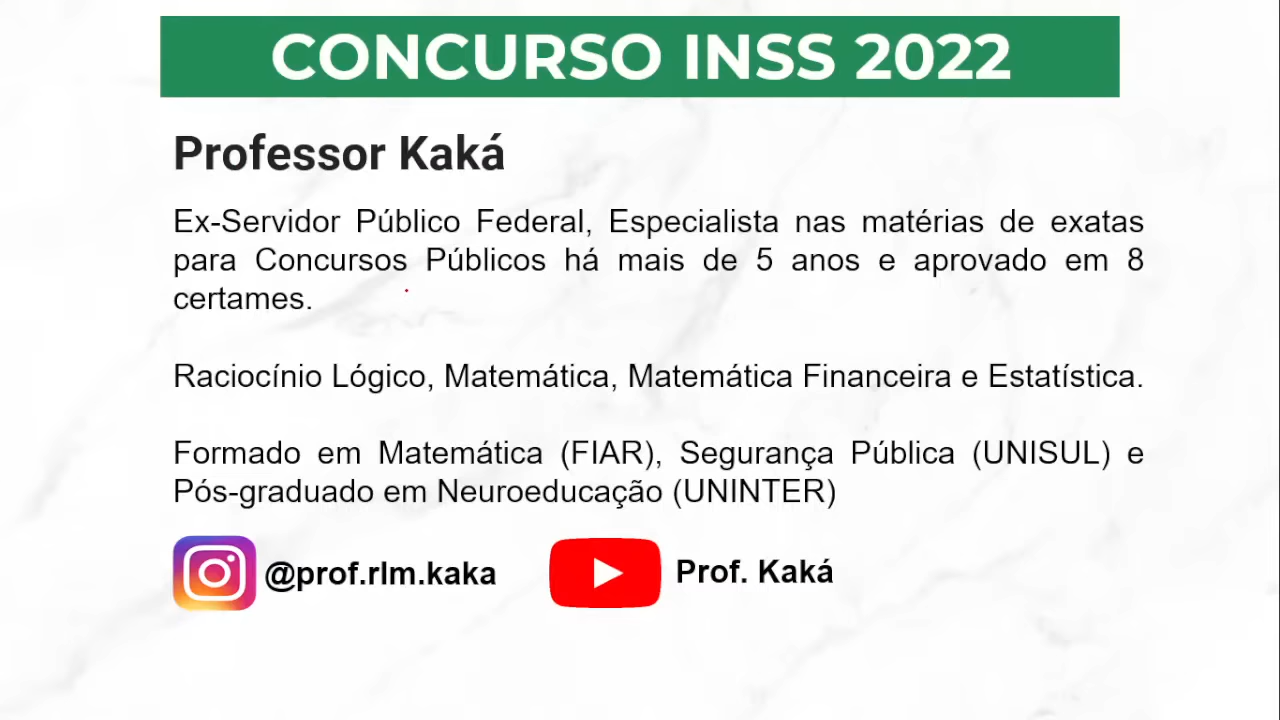 CONCURSO INSS 2022
Professor Kaká
Ex-Servidor Público Federal, Especialista nas matérias de exatas
para Concursos Públicos há mais de 5 anos e aprovado em 8
certames.
Raciocínio Lógico, Matemática, Matemática Financeira e Estatística.
Formado em Matemática (FIAR), Segurança Pública (UNISUL) e
Pós-graduado em Neuroeducação (UNINTER)
@prof.rlm.kaka
Prof. Kaká